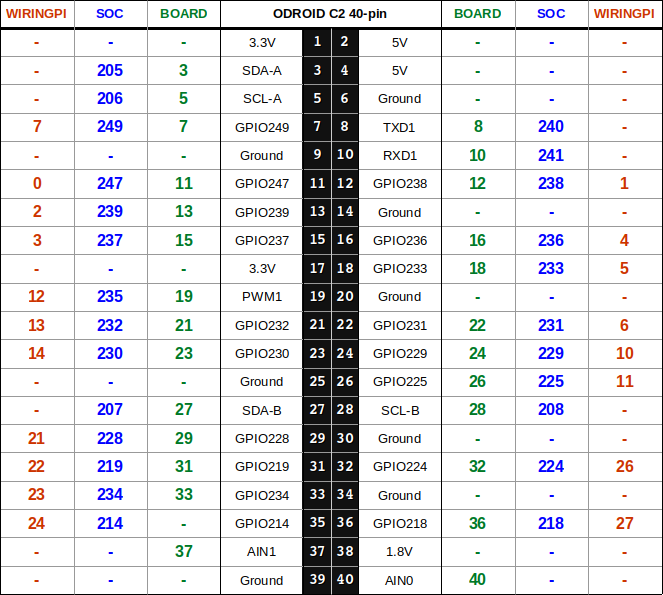 WIRINGPI SOC BOARD ODROID C2 40-pin BOARD SOC WIRINGPI
- - - 3.3V 1 2 5V - - -
- 205 3 SDA-A 3 4 5V - - -
- 206 5 SCL-A 5 6 Ground - - -
7 249 7 GPIO249 7 8 TXD1 8 240 -
- - - Ground 9 10 RXD1 10 241 -
0 247 11 GPIO247 11 12 GPIO238 12 238 1
2 239 13 GPIO239 13 14 Ground - - -
3 237 15 GPIO237 15 16 GPIO236 16 236 4
- - - 3.3V 17 18 GPIO233 18 233 5
12 235 19 PWM1 19 20 Ground - - -
13 232 21 GPIO232 21 22 GPIO231 22 231 6
14 230 23 GPIO230 23 24 GPIO229 24 229 10
- - - Ground 25 26 GPIO225 26 225 11
- 207 27 SDA-B 27 28 SCL-B 28 208 -
21 228 29 GPIO228 29 30 Ground - - -
22 219 31 GPIO219 31 32 GPIO224 32 224 26
23 234 33 GPIO234 33 34 Ground - - -
24 214 - GPIO214 35 36 GPIO218 36 218 27
- - 37 AIN1 37 38 1.8V - - -
- - - Ground 39 40 AIN0 40 - -